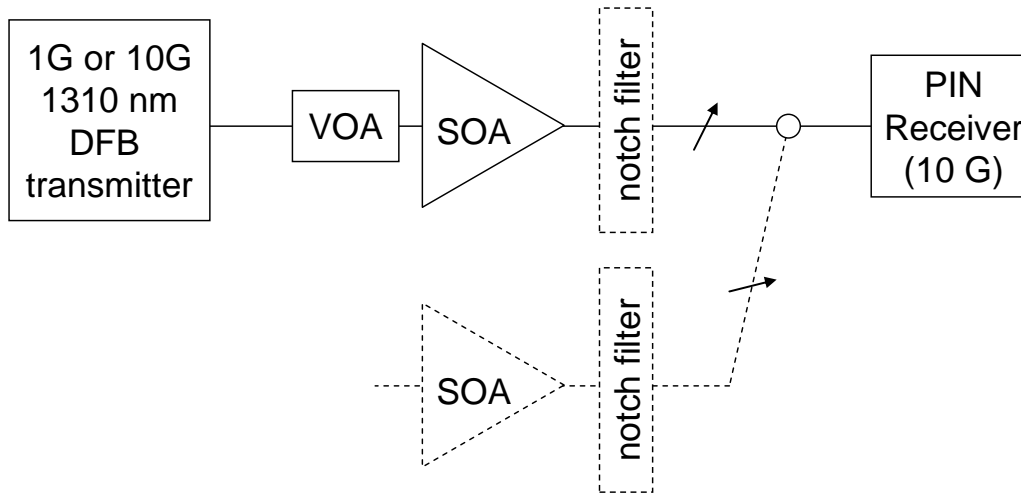 1G or 10G
1310 nm
DFB
transmitter
VOA
SOA
notch filter
PIN
Receiver
(10 G)
SOA
notch filter